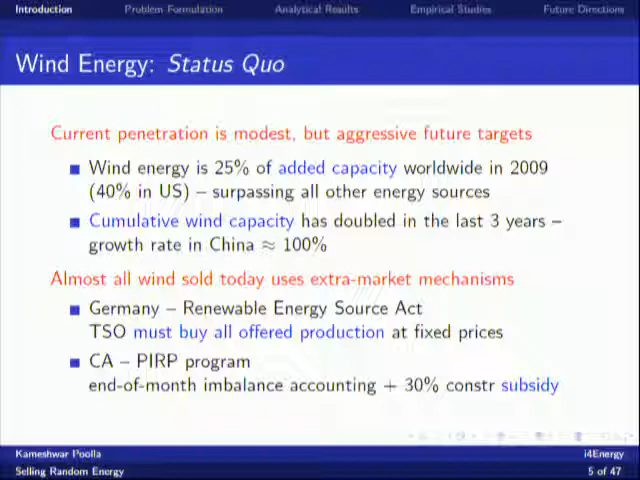 Introduction Problem Formulation Analytical Results Empirical Studies Future Directions
Wind Energy: Status Quo
Current penetration is modest, but aggressive future targets
Wind energy is 25% of added capacity worldwide in 2009
(40% in US) – surpassing all other energy sources
Cumulative wind capacity has doubled in the last 3 years –
growth rate in China ≈ 100%
Almost all wind sold today uses extra-market mechanisms
Germany – Renewable Energy Source Act
TSO must buy all offered production at fixed prices
CA – PIRP program
end-of-month imbalance accounting + 30% constr subsidy
Kameshwar Poolla i4Energy
Selling Random Energy 5 of 47